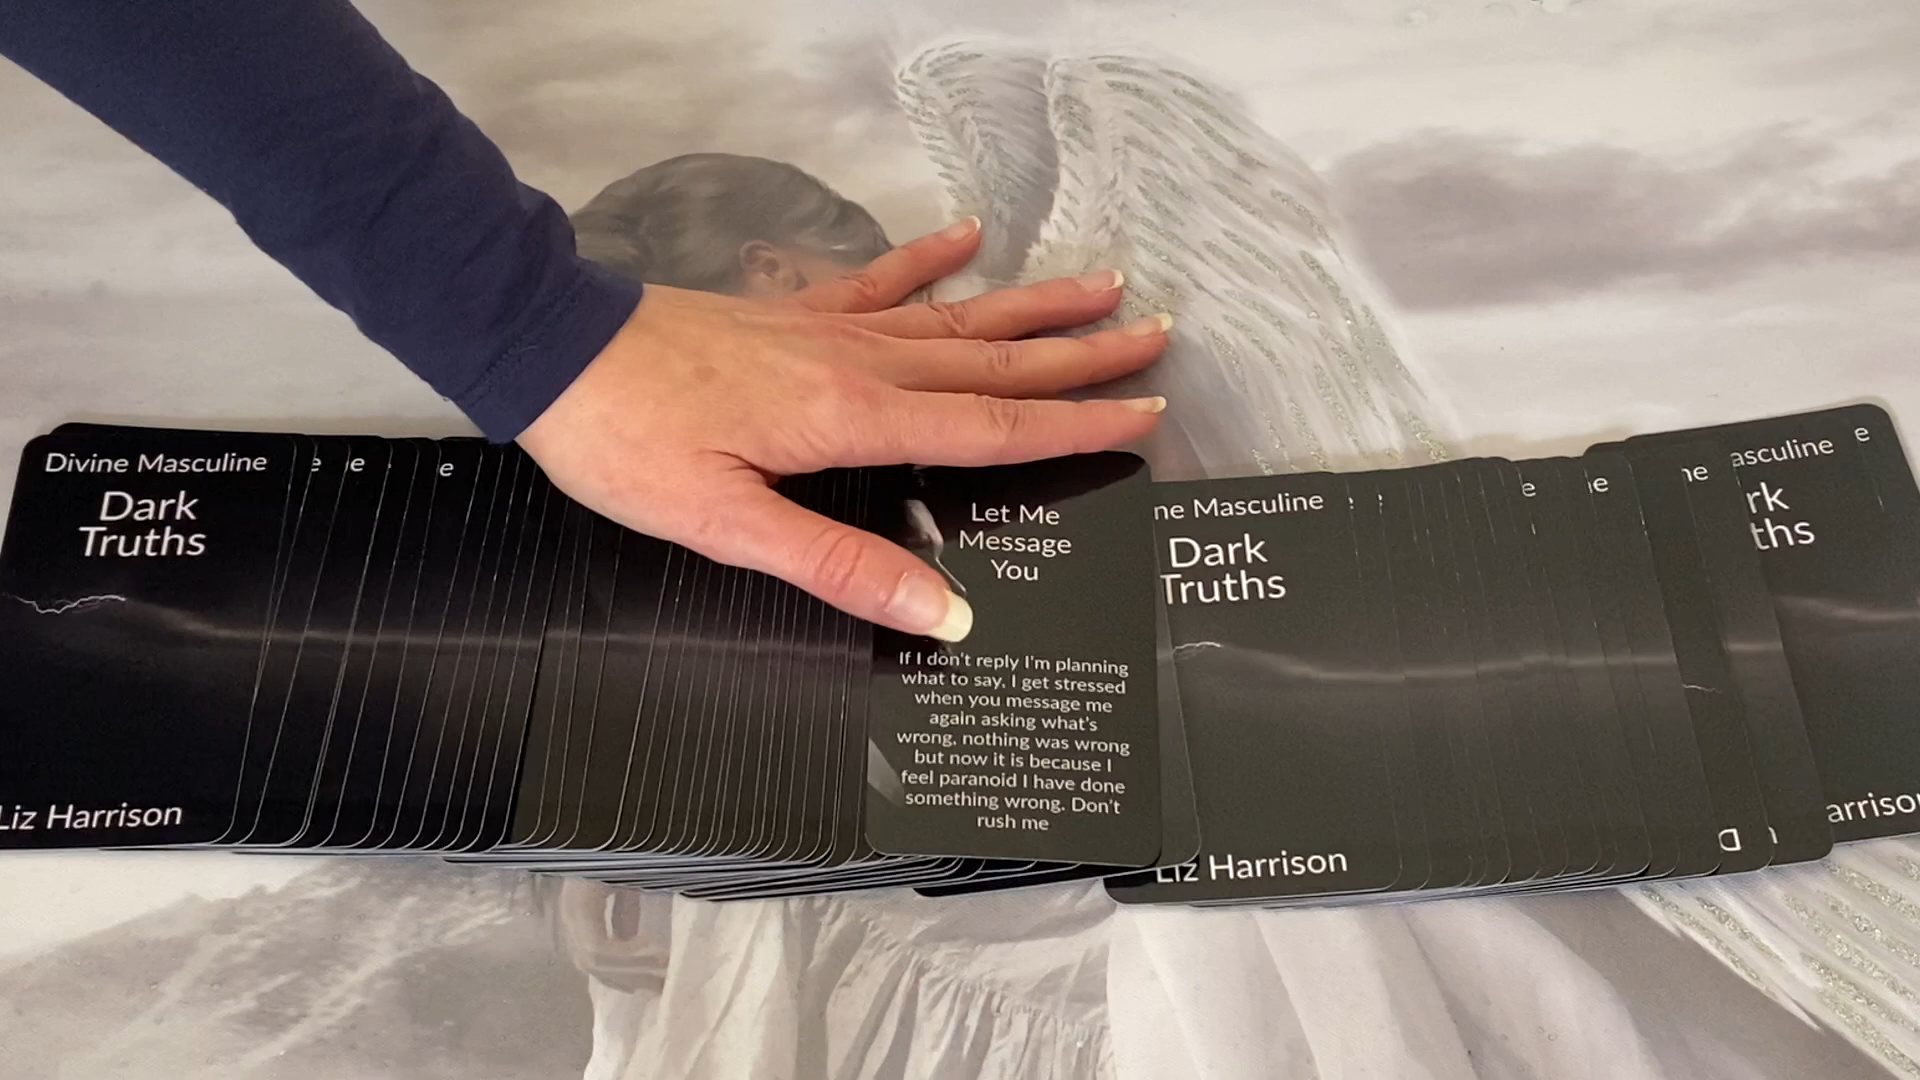 Divine Masculine
Dark
Truths
Liz Harrison
e
e
e
Let Me
Message
You
If I don't reply I'm planning
what to say, I get stressed
when you message me
again asking what's
wrong, nothing was wrong
but now it is because I
feel paranoid I have done
something wrong. Don't
rush me
ne Masculine
Dark
Truths
Liz Harrison
e
e
ne
asculine
rk
ths
arrison
e